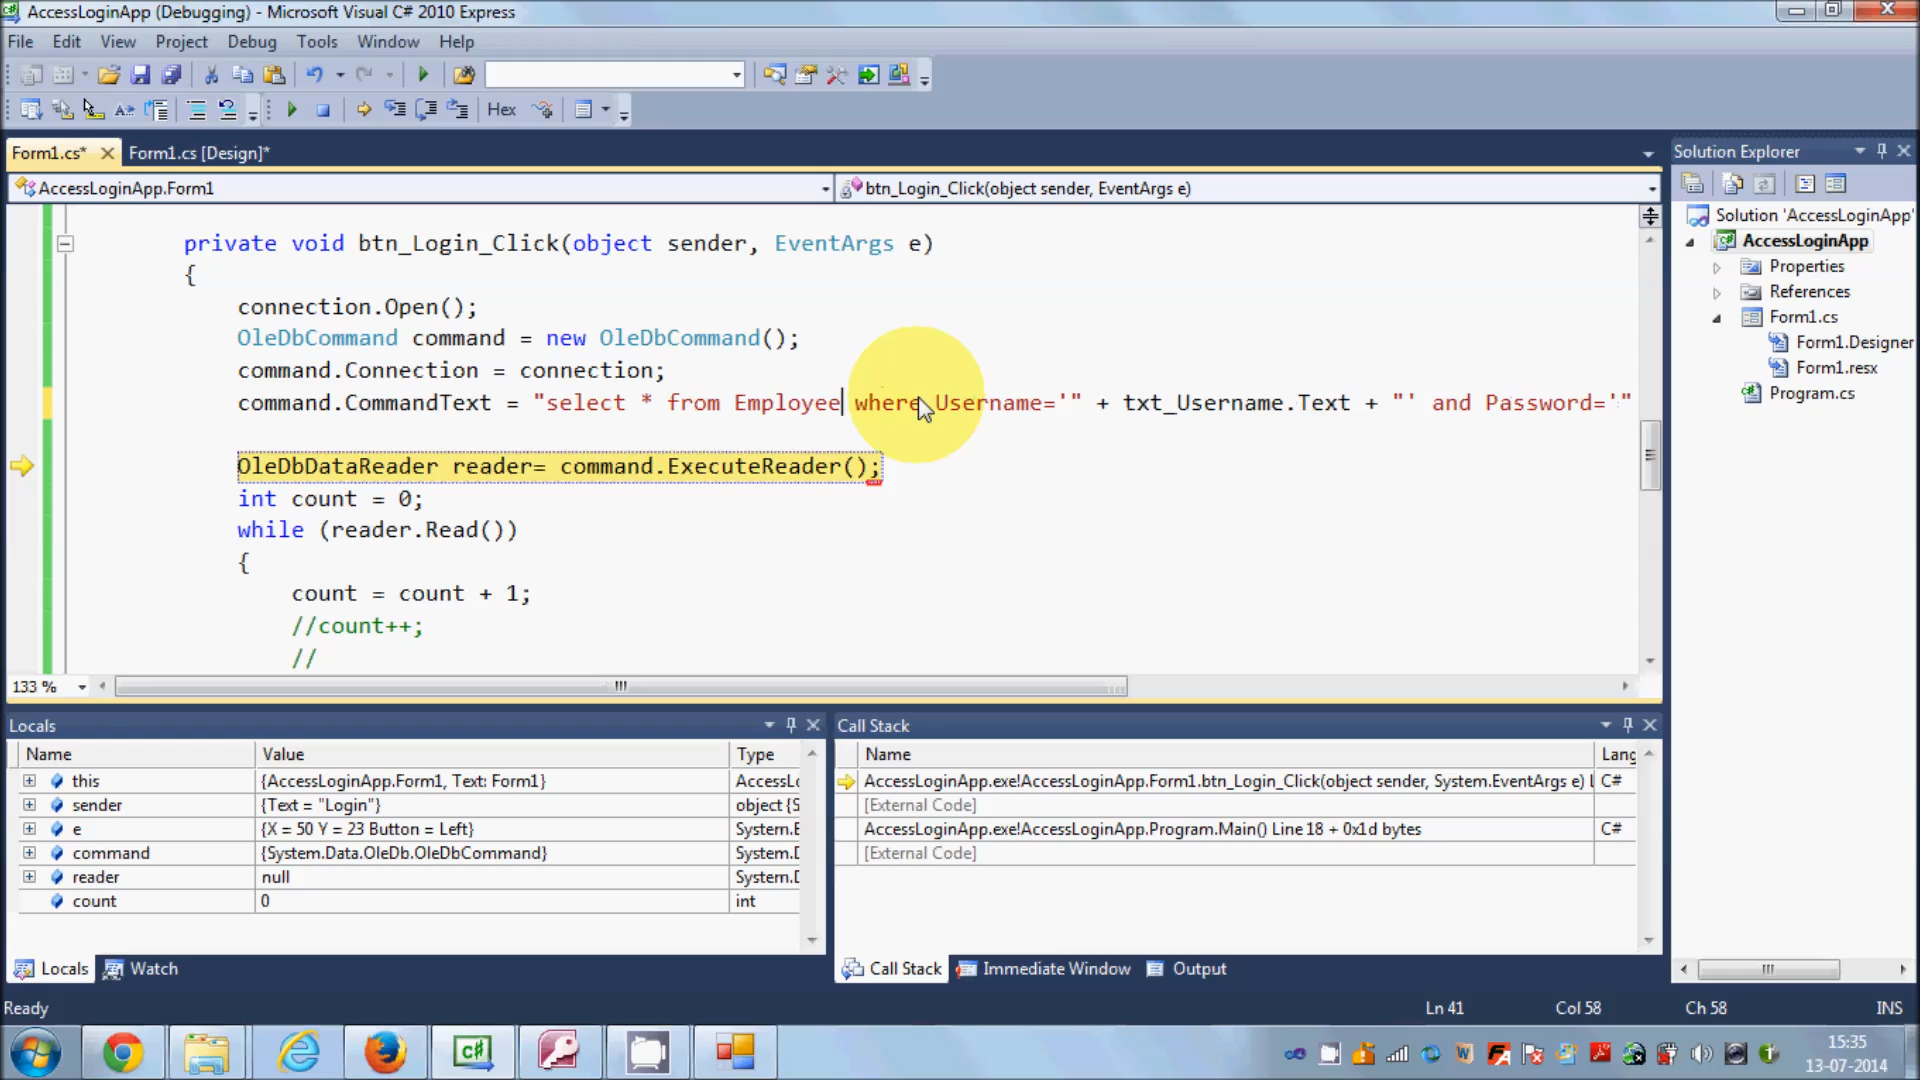 AccessLoginApp (Debugging) - Microsoft Visual C# 2010 Express
File Edit View Project Debug Tools Window Help
Hex
Form1.cs* Form1.cs [Design]*
AccessLoginApp.Form1 btn_Login_Click(object sender, EventArgs e)
private void btn_Login_Click(object sender, EventArgs e)
{
connection.Open();
OleDbCommand command = new OleDbCommand();
command.Connection = connection;
command.CommandText = "select * from Employee where Username='" + txt_Username.Text + "' and Password='"
OleDbDataReader reader= command.ExecuteReader();
int count = 0;
while (reader.Read())
{
count = count + 1;
//count++;
//
133 %
Solution Explorer
Solution 'AccessLoginApp'
AccessLoginApp
Properties
References
Form1.cs
Form1.Designer
Form1.resx
Program.cs
Locals
Name Value Type
this {AccessLoginApp.Form1, Text: Form1} AccessLo
sender {Text = "Login"} object {S
e {X = 50 Y = 23 Button = Left} System.E
command {System.Data.OleDb.OleDbCommand} System.D
reader null System.D
count 0 int
Locals Watch
Call Stack
Name Lang
AccessLoginApp.exe!AccessLoginApp.Form1.btn_Login_Click(object sender, System.EventArgs e) L C#
[External Code]
AccessLoginApp.exe!AccessLoginApp.Program.Main() Line 18 + 0x1d bytes C#
[External Code]
Call Stack Immediate Window Output
Ready Ln 41 Col 58 Ch 58 INS
15:35
13-07-2014